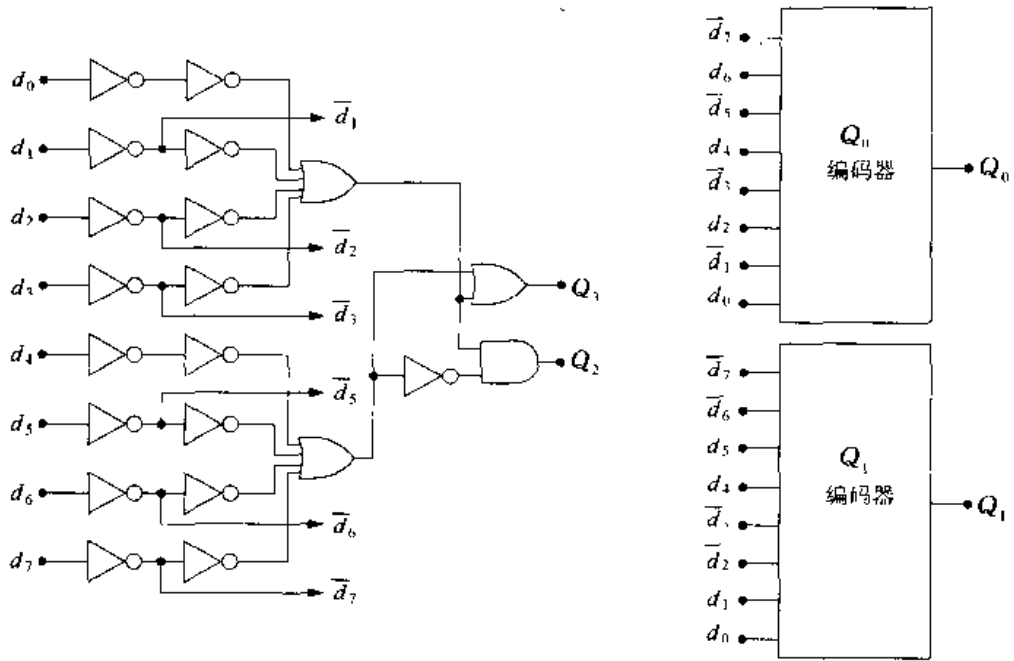 d₀
d̅₁
d₁
d₂
d̅₂
d₃
d̅₃
Q₃
d₄
Q₂
d̅₅
d₅
d₆
d̅₆
d₇
d̅₇
d̅₇
d₆
d̅₅
d₄
d̅₃
d₂
d̅₁
d₀
Q₀
编码器
Q₀
d̅₇
d̅₆
d₅
d₄
d̅₃
d̅₂
d₁
d₀
Q₁
编码器
Q₁